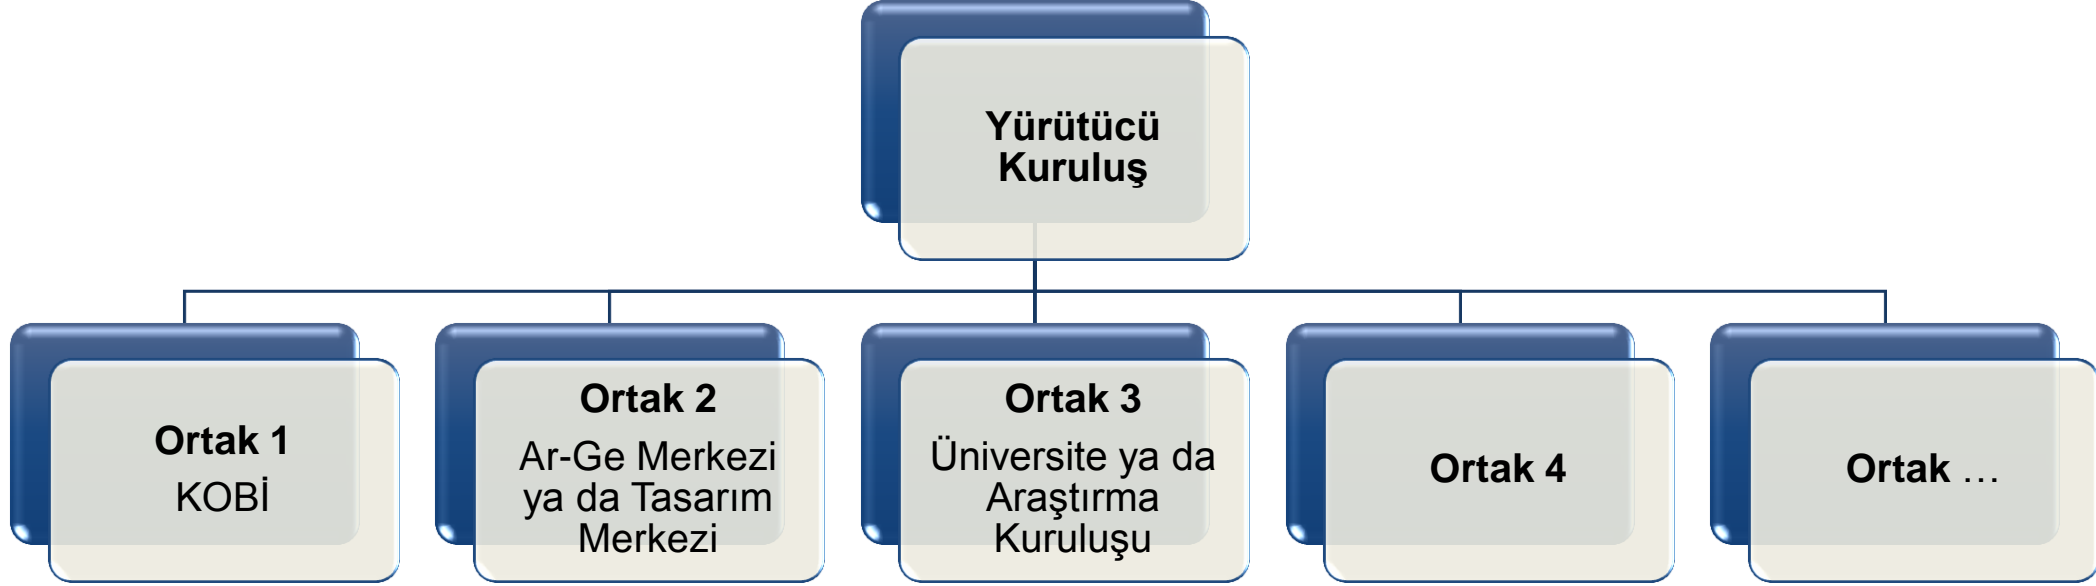 Yürütücü
Kuruluş
Ortak 1
KOBİ
Ortak 2
Ar-Ge Merkezi
ya da Tasarım
Merkezi
Ortak 3
Üniversite ya da
Araştırma
Kuruluşu
Ortak 4
Ortak …